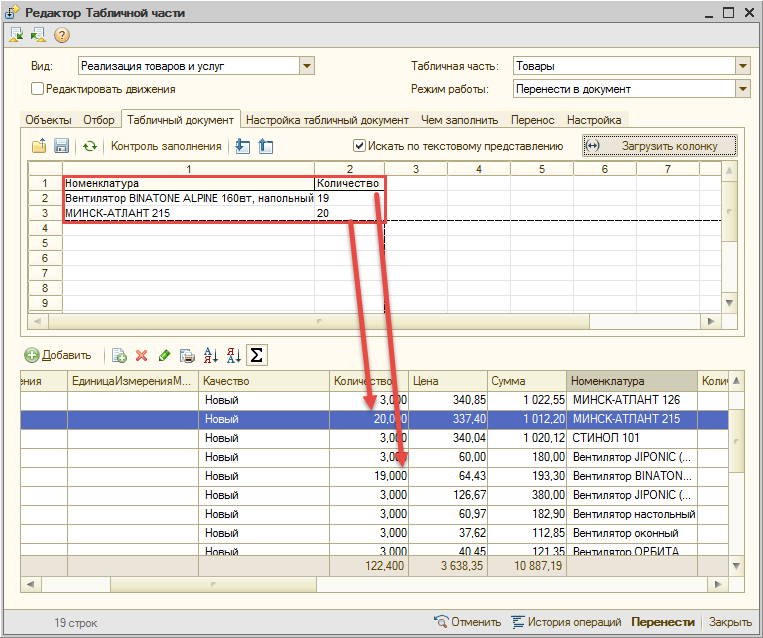 Редактор Табличной части
Вид: Реализация товаров и услуг Табличная часть: Товары
Редактировать движения Режим работы: Перенести в документ
Объекты Отбор Табличный документ Настройка табличный документ Чем заполнить Перенос Настройка
Контроль заполнения Искать по текстовому представлению Загрузить колонку
1 2 3 4 5 6 7
1 Номенклатура Количество
2 Вентилятор BINATONE ALPINE 160вт, напольный 19
3 МИНСК-АТЛАНТ 215 20
4
5
6
7
8
9
Добавить
ения ЕдиницаИзмеренияМ... Качество Количество Цена Сумма Номенклатура Колич
Новый 3,000 340,85 1 022,55 МИНСК-АТЛАНТ 126
Новый 20,000 337,40 1 012,20 МИНСК-АТЛАНТ 215
Новый 3,000 340,04 1 020,12 СТИНОЛ 101
Новый 3,000 60,00 180,00 Вентилятор JIPONIC (...
Новый 19,000 64,43 193,30 Вентилятор BINATON...
Новый 3,000 126,67 380,00 Вентилятор JIPONIC (...
Новый 3,000 60,97 182,90 Вентилятор настольный
Новый 3,000 37,62 112,85 Вентилятор оконный
Новый 3,000 40,45 121,35 Вентилятор ОРБИТА
122,400 3 638,35 10 887,19
19 строк Отменить История операций Перенести Закрыть